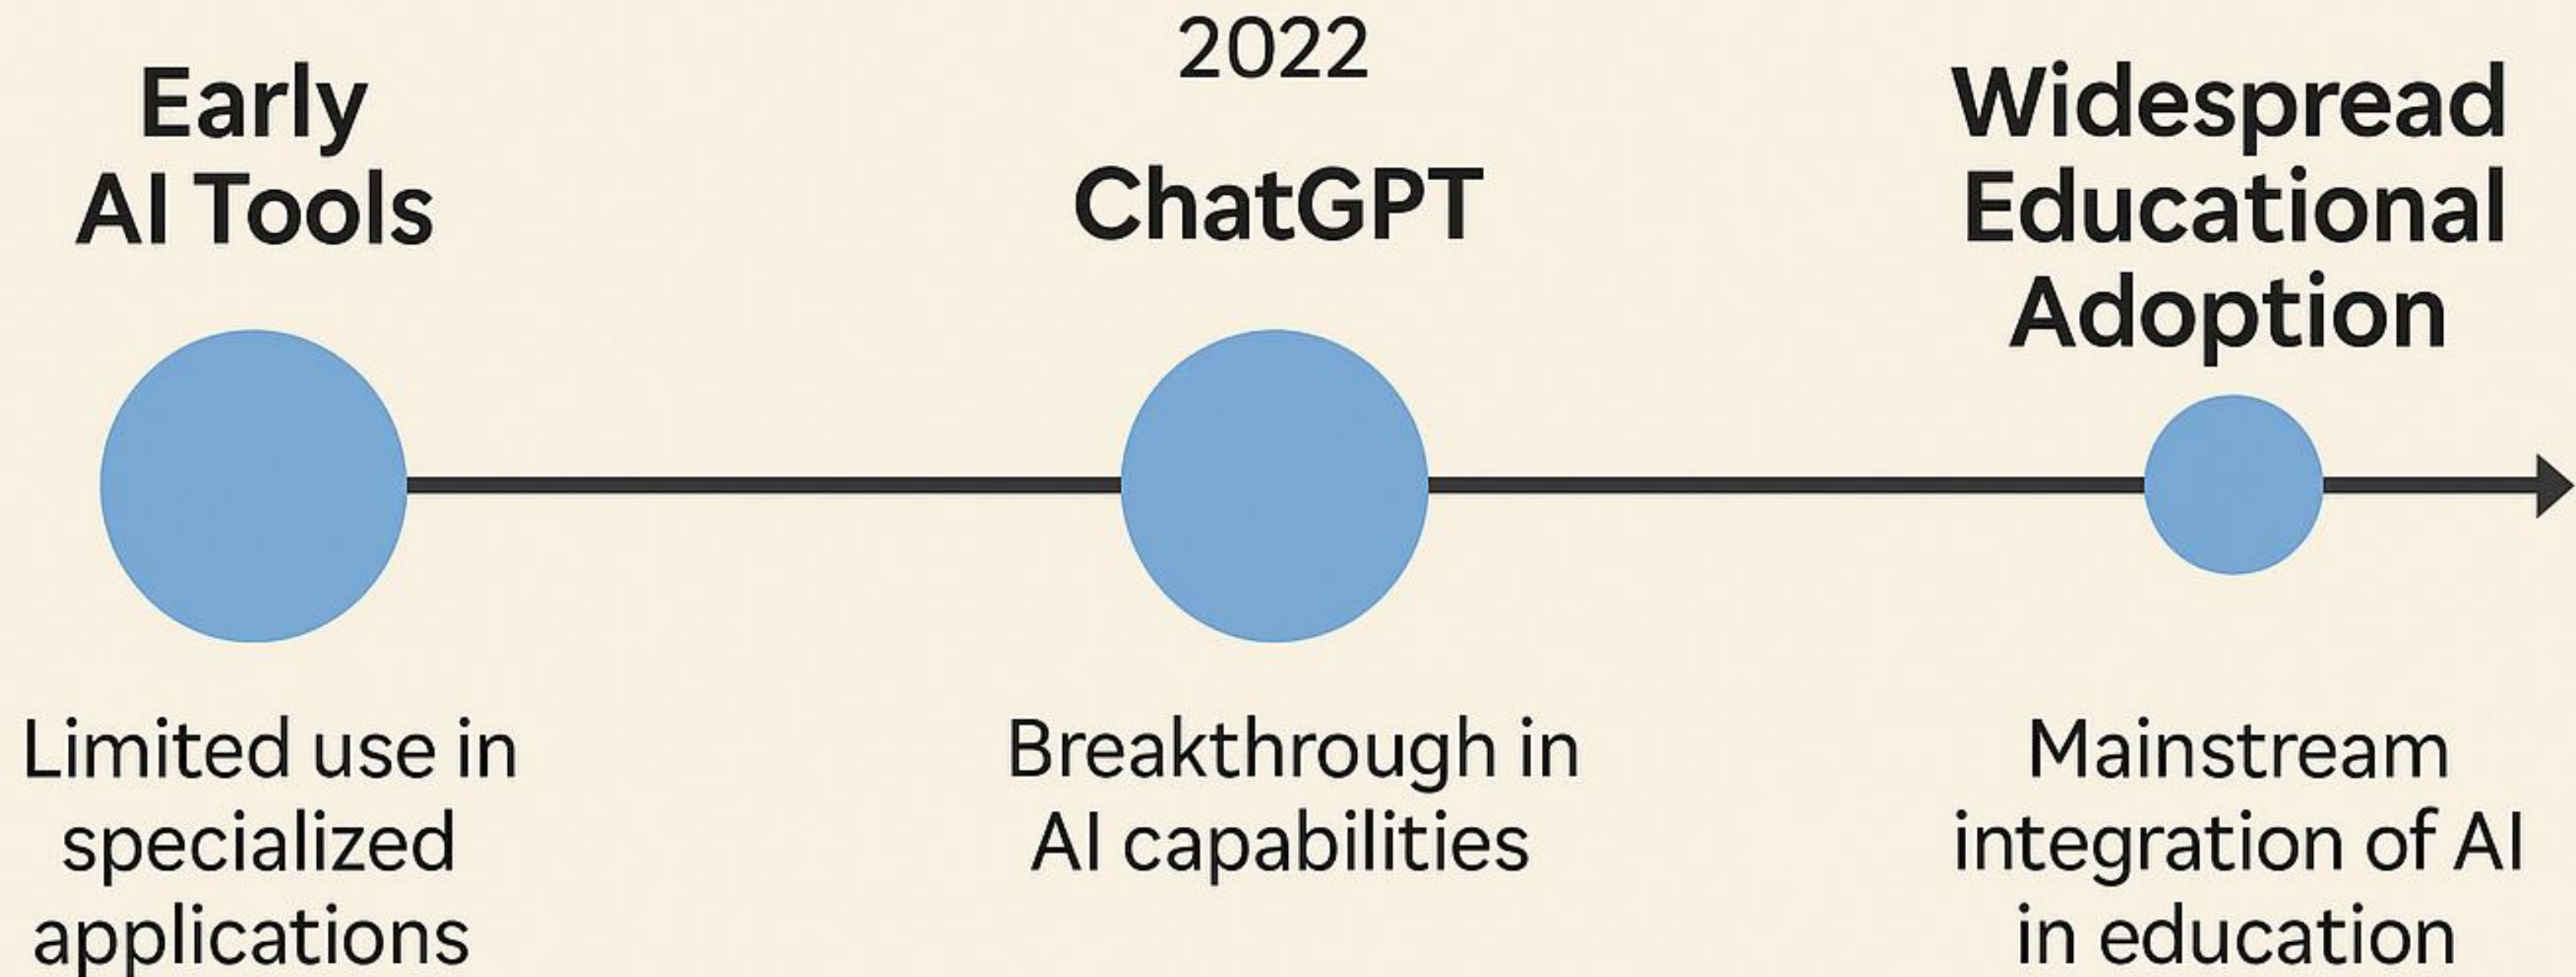 Early
AI Tools
Limited use in
specialized
applications
2022
ChatGPT
Breakthrough in
AI capabilities
Widespread
Educational
Adoption
Mainstream
integration of AI
in education